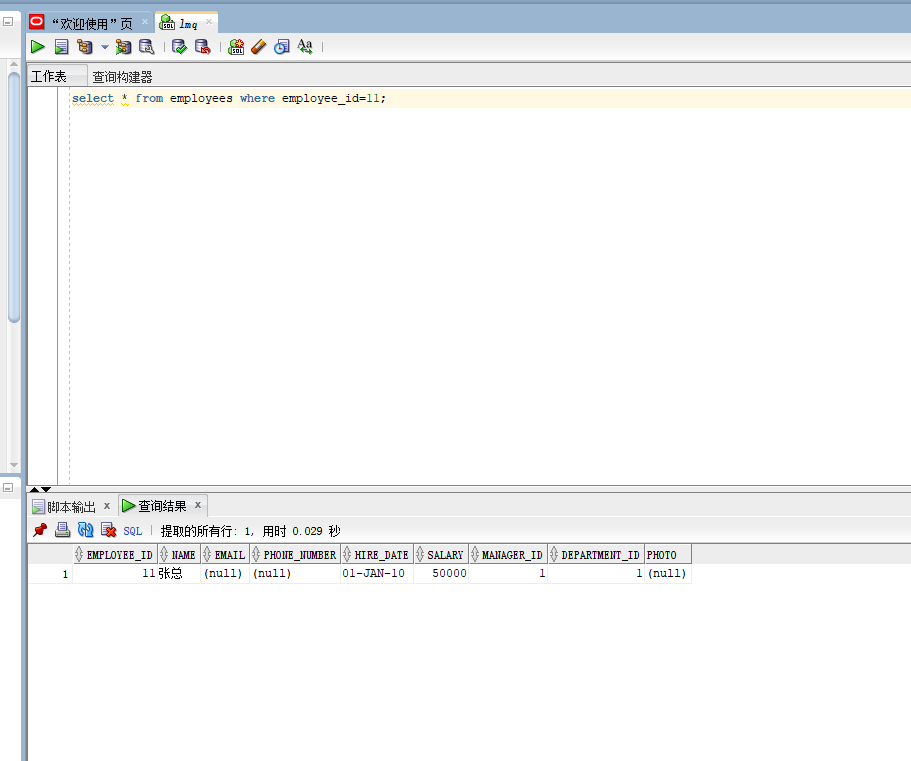 “欢迎使用”页 lmq
工作表 查询构建器
select * from employees where employee_id=11;
脚本输出 x 查询结果 x
SQL 提取的所有行: 1, 用时 0.029 秒
EMPLOYEE_ID NAME EMAIL PHONE_NUMBER HIRE_DATE SALARY MANAGER_ID DEPARTMENT_ID PHOTO
1 11 张总 (null) (null) 01-JAN-10 50000 1 1 (null)